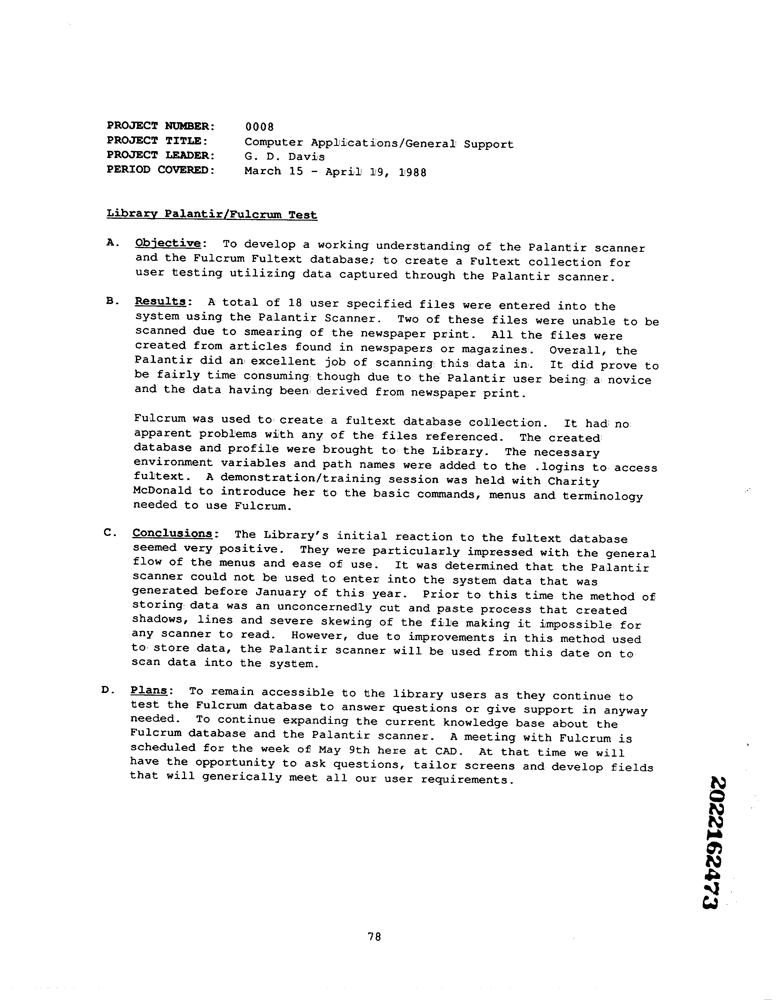 PROJECT NUMBER: 0008
PROJECT TITLE: Computer Applications/General Support
PROJECT LEADER: G. D. Davis
PERIOD COVERED: March 15 - April 19, 1988
Library Palantir/Fulcrum Test
A. Objective: To develop a working understanding of the Palantir scanner
and the Fulcrum Fultext database; to create a Fultext collection for
user testing utilizing data captured through the Palantir scanner.
B. Results: A total of 18 user specified files were entered into the
system using the Palantir Scanner. Two of these files were unable to be
scanned due to smearing of the newspaper print. All the files were
created from articles found in newspapers or magazines. Overall, the
Palantir did an excellent job of scanning this data in. It did prove to
be fairly time consuming though due to the Palantir user being a novice
and the data having been derived from newspaper print.
Fulcrum was used to create a fultext database collection. It had no
apparent problems with any of the files referenced. The created
database and profile were brought to the Library. The necessary
environment variables and path names were added to the .logins to access
fultext. A demonstration/training session was held with Charity
McDonald to introduce her to the basic commands, menus and terminology
needed to use Fulcrum.
C. Conclusions: The Library's initial reaction to the fultext database
seemed very positive. They were particularly impressed with the general
flow of the menus and ease of use. It was determined that the Palantir
scanner could not be used to enter into the system data that was
generated before January of this year. Prior to this time the method of
storing data was an unconcernedly cut and paste process that created
shadows, lines and severe skewing of the file making it impossible for
any scanner to read. However, due to improvements in this method used
to store data, the Palantir scanner will be used from this date on to
scan data into the system.
D. Plans: To remain accessible to the library users as they continue to
test the Fulcrum database to answer questions or give support in anyway
needed. To continue expanding the current knowledge base about the
Fulcrum database and the Palantir scanner. A meeting with Fulcrum is
scheduled for the week of May 9th here at CAD. At that time we will
have the opportunity to ask questions, tailor screens and develop fields
that will generically meet all our user requirements.
2022162473
78